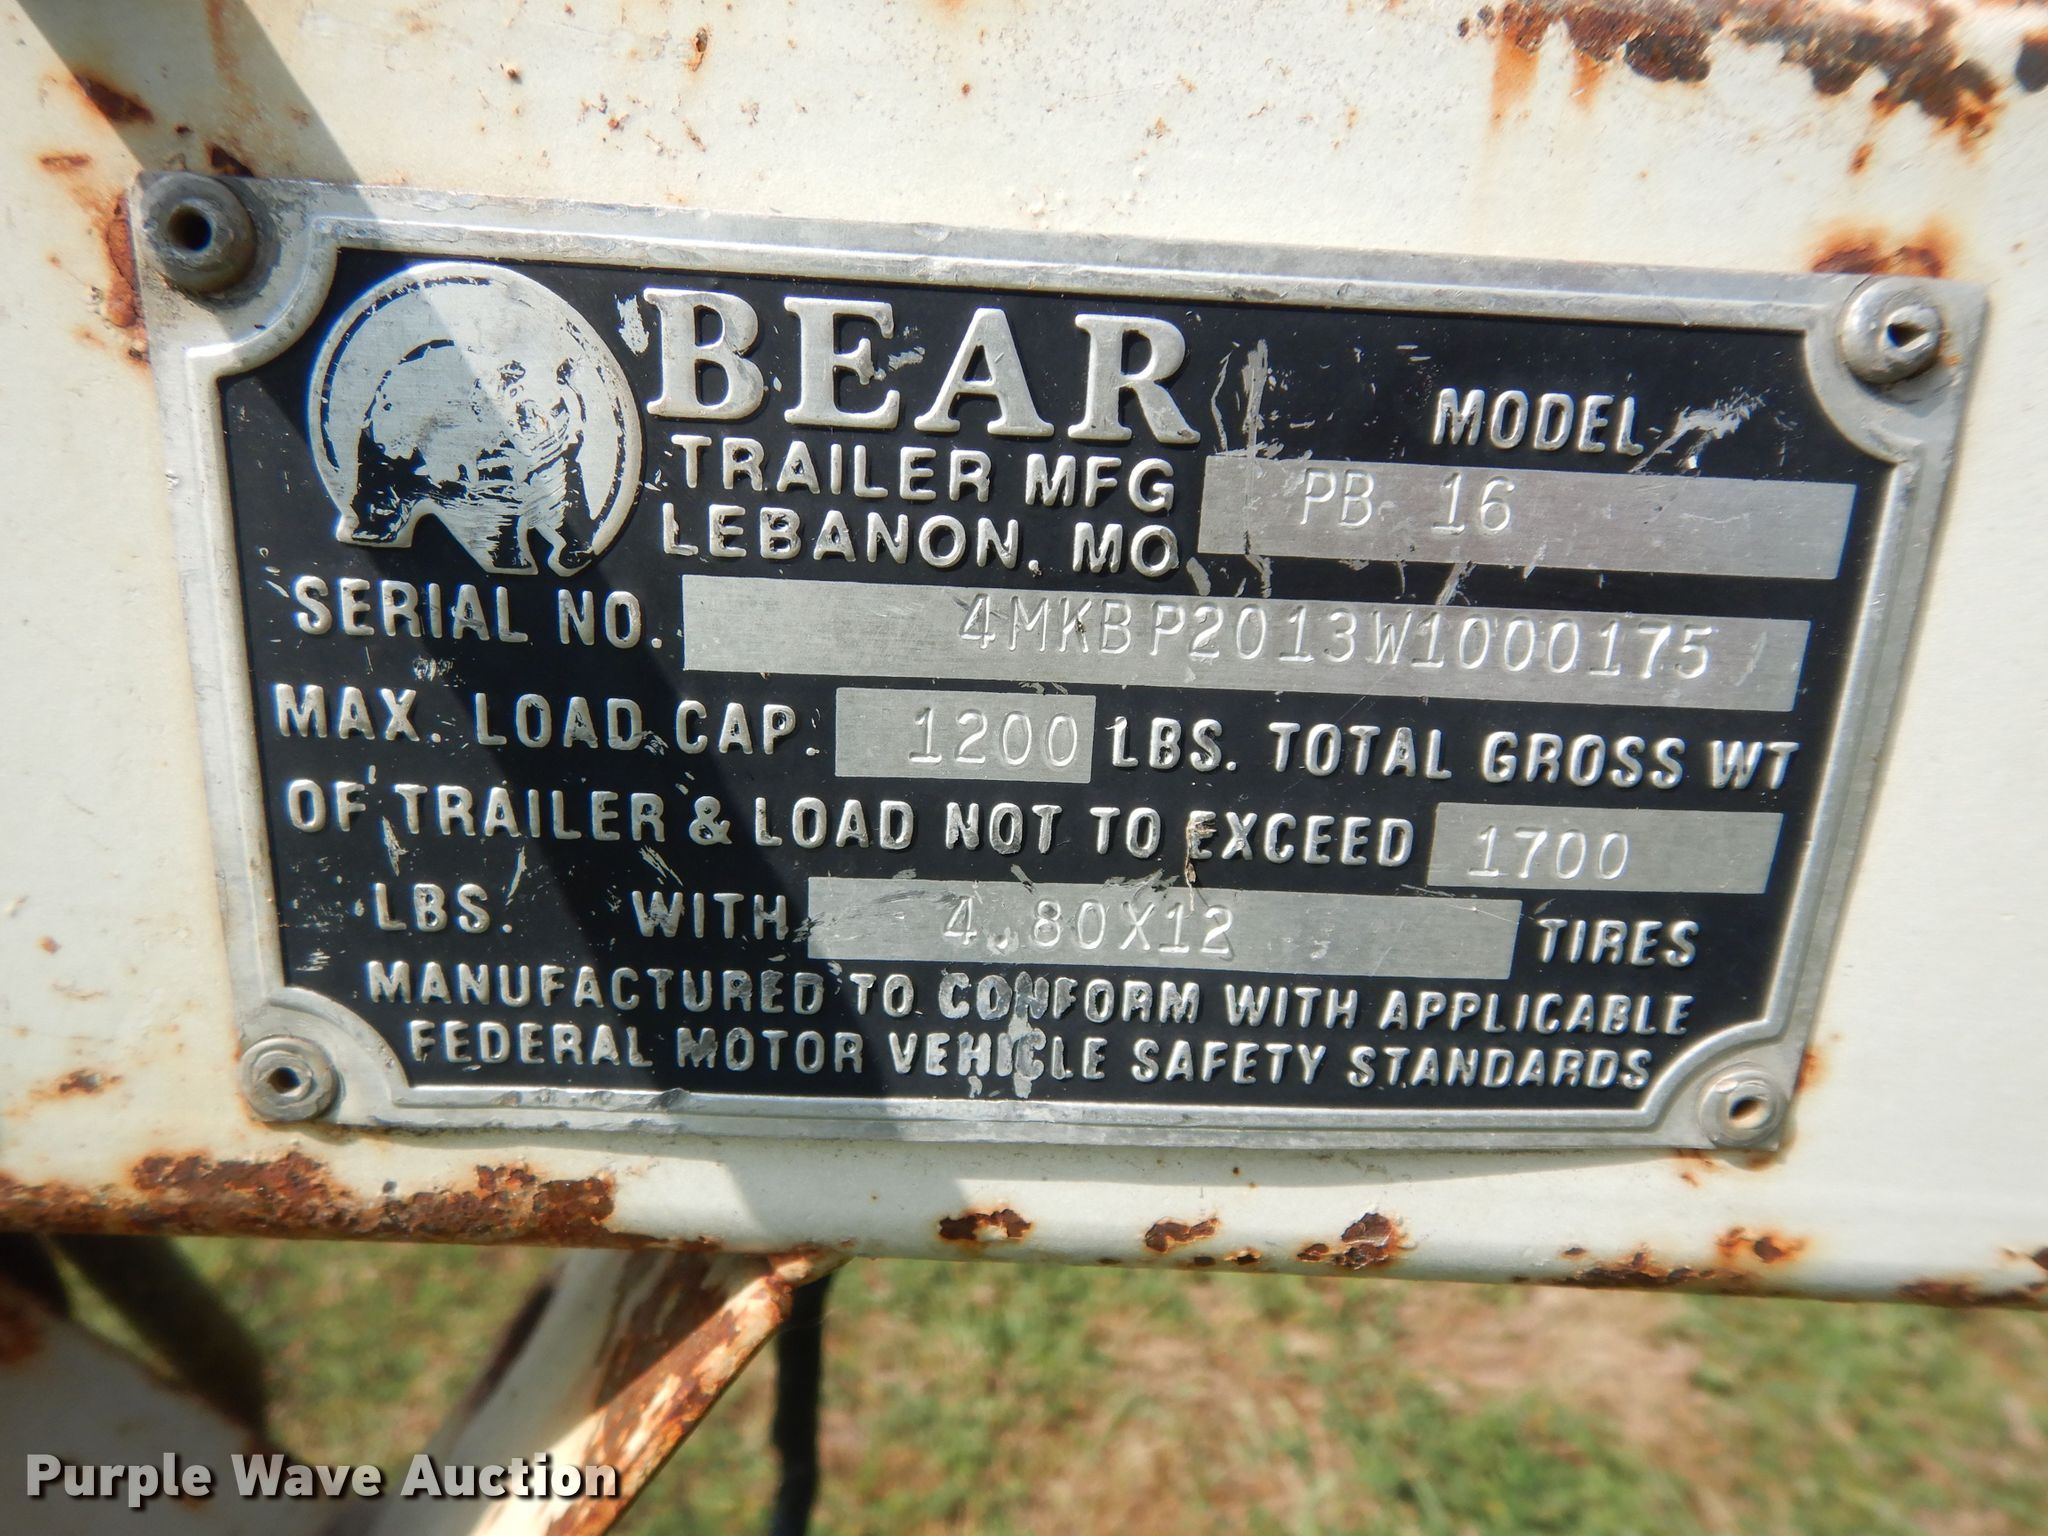 BEAR
TRAILER MFG
LEBANON, MO
MODEL
PB 16
SERIAL NO. 4MKBP2013W1000175
MAX. LOAD CAP. 1200 LBS. TOTAL GROSS WT
OF TRAILER & LOAD NOT TO EXCEED 1700
LBS. WITH 4.80X12 TIRES
MANUFACTURED TO CONFORM WITH APPLICABLE
FEDERAL MOTOR VEHICLE SAFETY STANDARDS
Purple Wave Auction